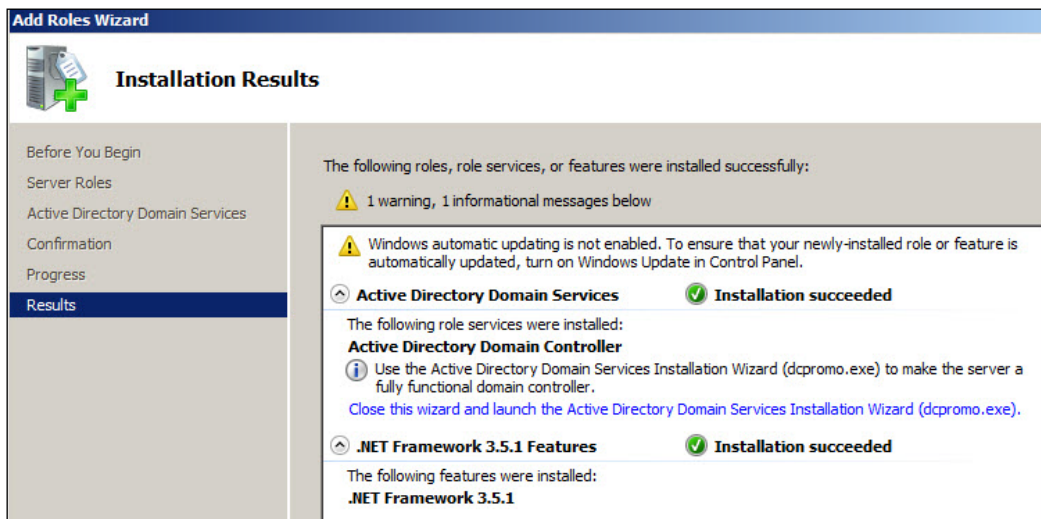 Add Roles Wizard
Installation Results
Before You Begin
Server Roles
Active Directory Domain Services
Confirmation
Progress
Results
The following roles, role services, or features were installed successfully:
1 warning, 1 informational messages below
Windows automatic updating is not enabled. To ensure that your newly-installed role or feature is
automatically updated, turn on Windows Update in Control Panel.
Active Directory Domain Services Installation succeeded
The following role services were installed:
Active Directory Domain Controller
Use the Active Directory Domain Services Installation Wizard (dcpromo.exe) to make the server a
fully functional domain controller.
Close this wizard and launch the Active Directory Domain Services Installation Wizard (dcpromo.exe).
.NET Framework 3.5.1 Features Installation succeeded
The following features were installed:
.NET Framework 3.5.1